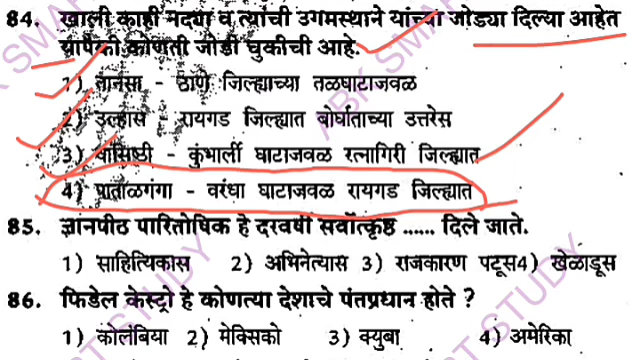 84. खाली काही नद्या व त्यांची उगमस्थाने यांच्या जोड्या दिल्या आहेत
यापैकी कोणती जोडी चुकीची आहे.
1) तानसा - ठाणे जिल्ह्याच्या तळघाटाजवळ
2) उल्हास - रायगड जिल्ह्यात बोर्घाताच्या उत्तरेस
3) वासिष्ठी - कुंभार्ली घाटाजवळ रत्नागिरी जिल्ह्यात
4) पाताळगंगा - वरंधा घाटाजवळ रायगड जिल्ह्यात
85. ज्ञानपीठ पारितोषिक हे दरवर्षी सर्वोत्कृष्ठ ...... दिले जाते.
1) साहित्यिकास 2) अभिनेत्यास 3) राजकारण पटूस 4) खेळाडूस
86. फिडेल केस्ट्रो हे कोणत्या देशाचे पंतप्रधान होते ?
1) कोलंबिया 2) मेक्सिको 3) क्युबा 4) अमेरिका